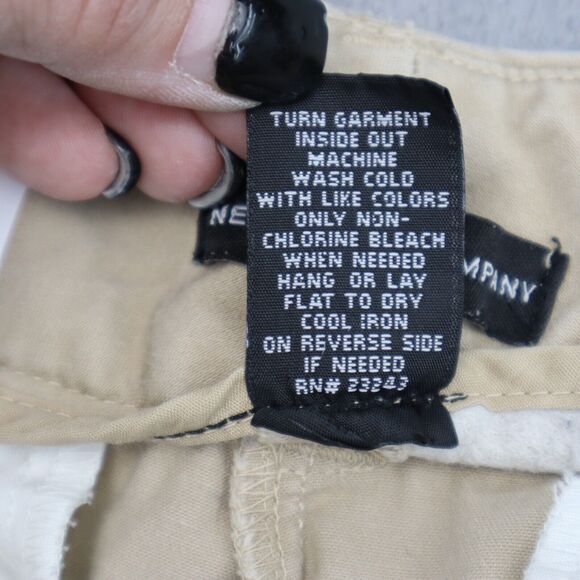 TURN GARMENT
INSIDE OUT
MACHINE
WASH COLD
WITH LIKE COLORS
ONLY NON-
CHLORINE BLEACH
WHEN NEEDED
HANG OR LAY
FLAT TO DRY
COOL IRON
ON REVERSE SIDE
IF NEEDED
RN# 23243
NE
MPANY